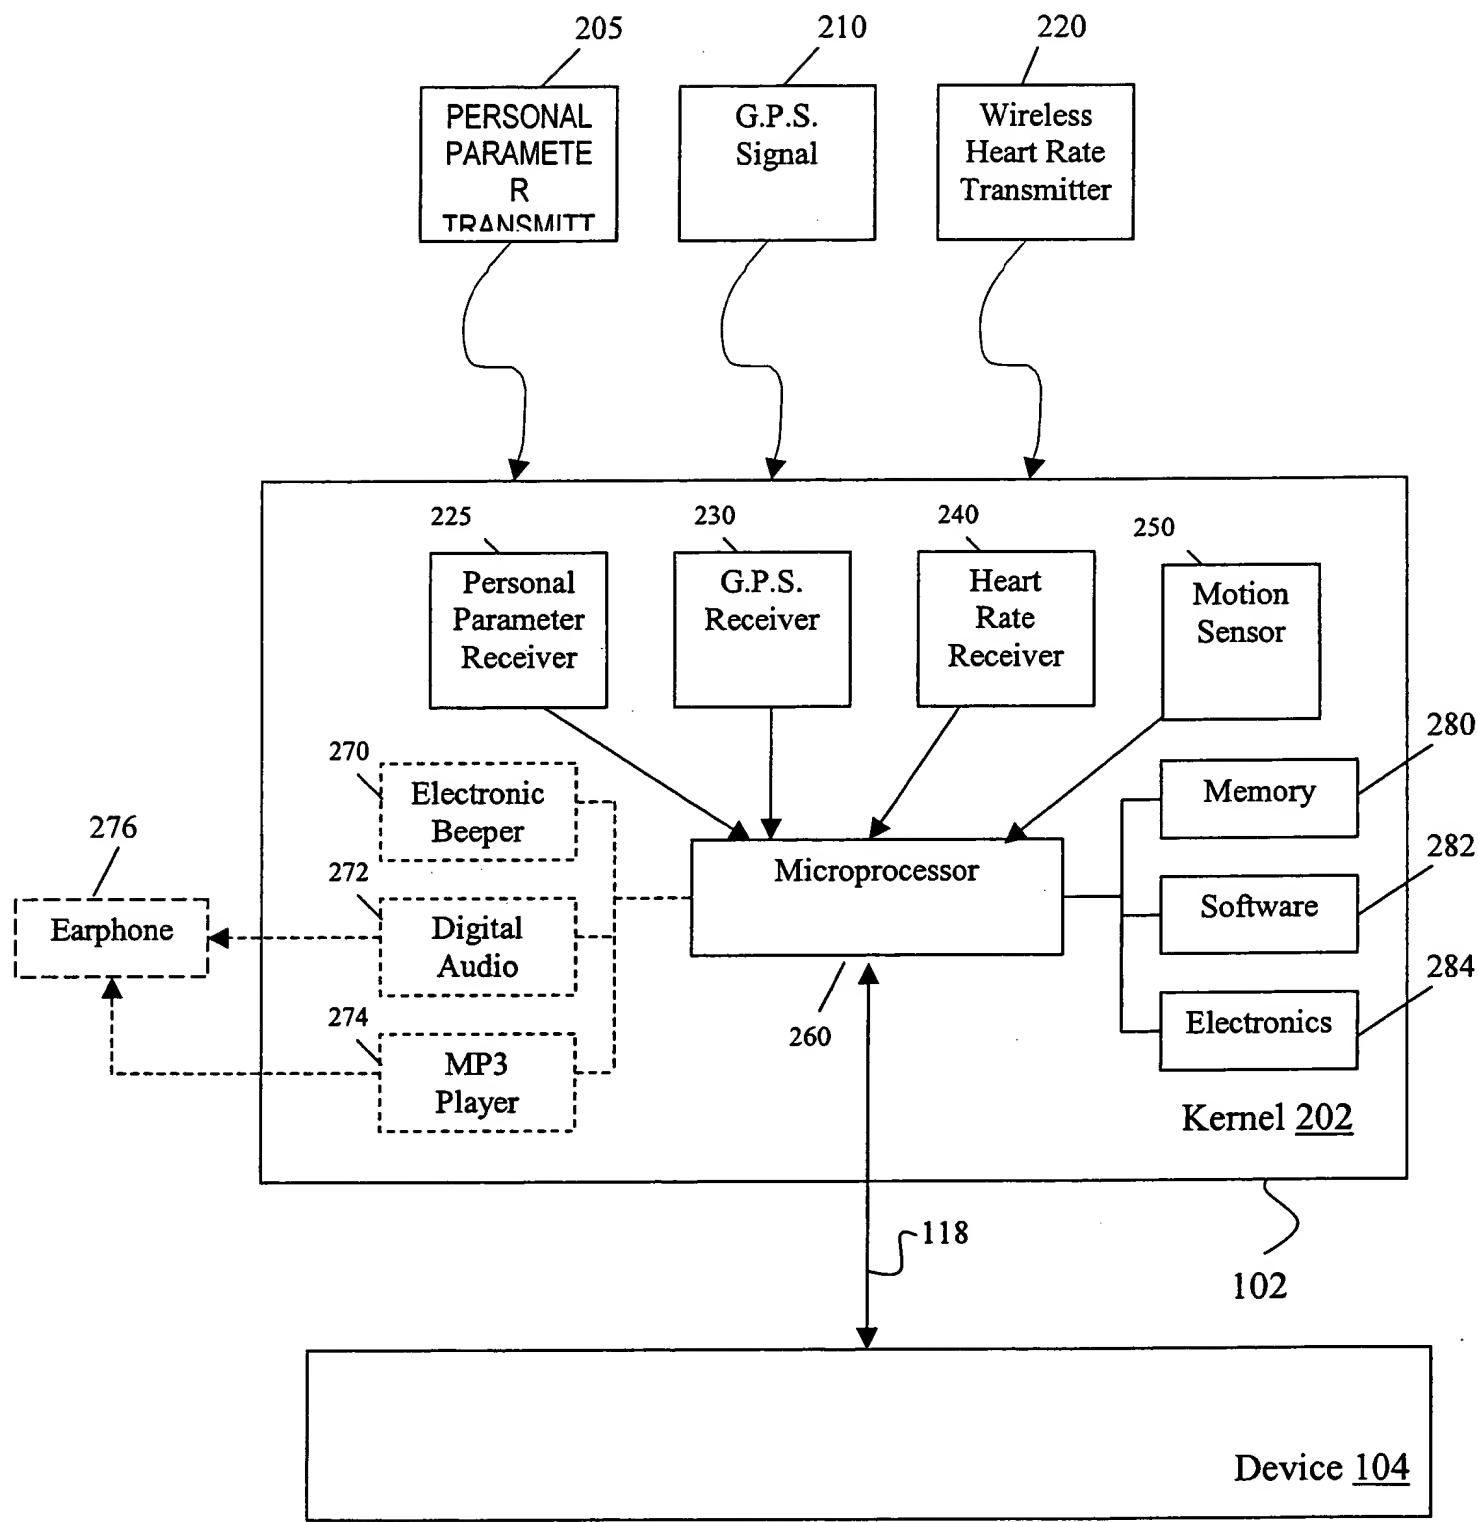 205
210
220
PERSONAL
PARAMETE
R
TRANSMITT
G.P.S.
Signal
Wireless
Heart Rate
Transmitter
225
230
240
250
Personal
Parameter
Receiver
G.P.S.
Receiver
Heart
Rate
Receiver
Motion
Sensor
270
Electronic
Beeper
276
Earphone
272
Digital
Audio
274
MP3
Player
Microprocessor
260
280
Memory
282
Software
284
Electronics
Kernel 202
118
102
Device 104